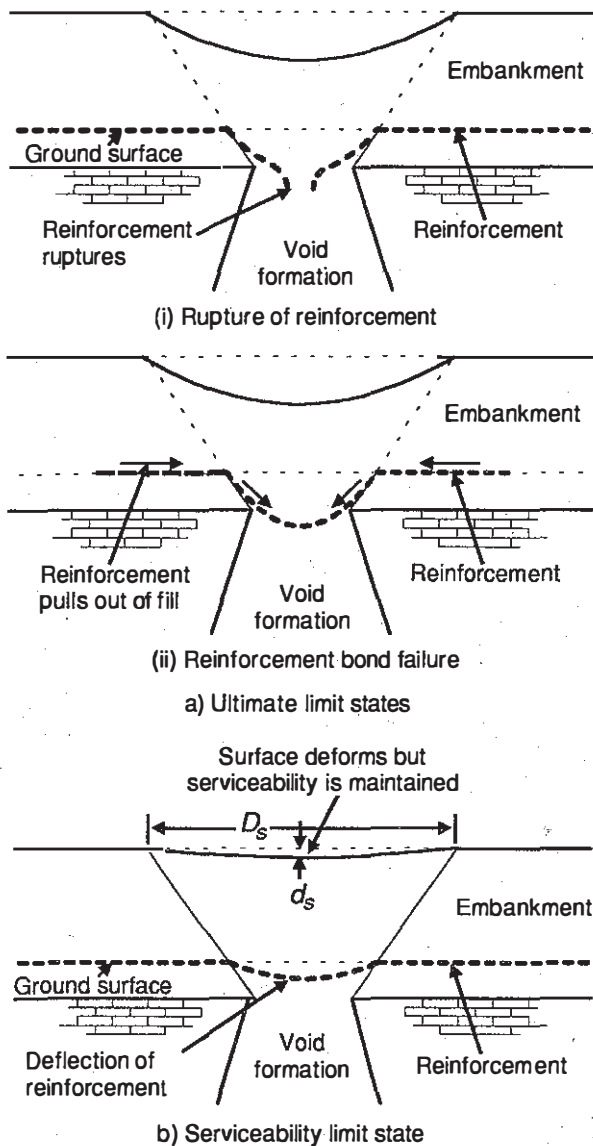 Embankment
Ground surface
Reinforcement
ruptures
Reinforcement
Void
formation
(i) Rupture of reinforcement
Embankment
Reinforcement
pulls out of fill
Reinforcement
Void
formation
(ii) Reinforcement bond failure
a) Ultimate limit states
Surface deforms but
serviceability is maintained
Ds
ds
Embankment
Ground surface
Deflection of
reinforcement
Void
formation
Reinforcement
b) Serviceability limit state